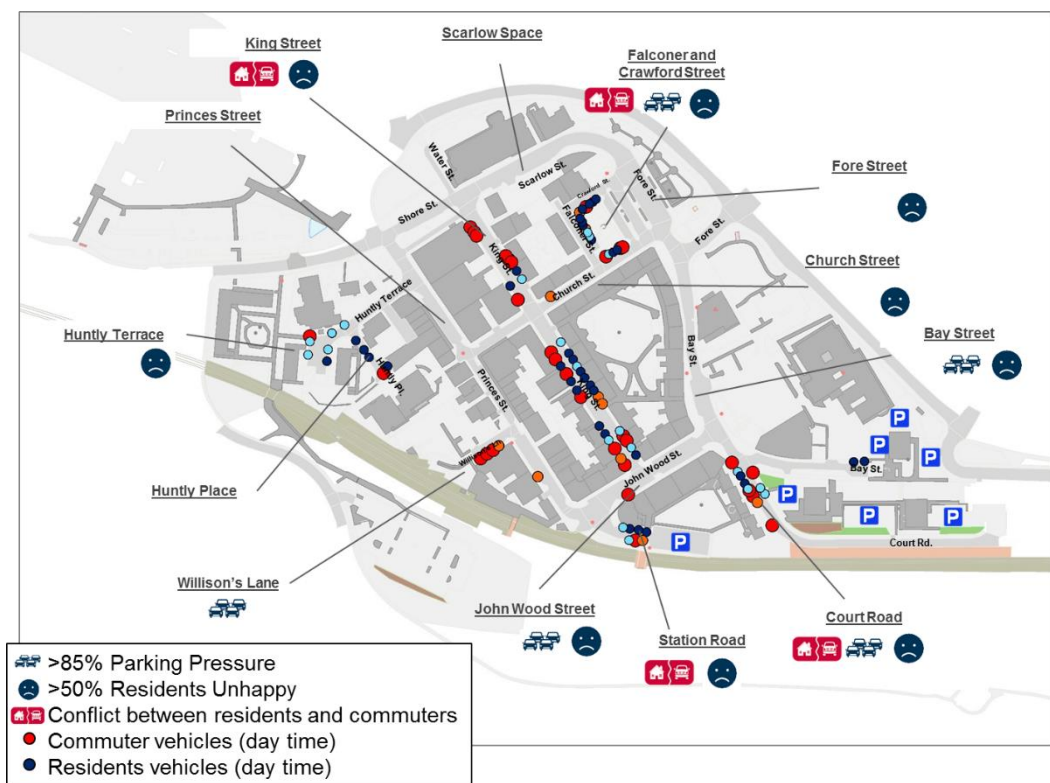 Scarlow Space
King Street
Falconer and
Crawford Street
Princes Street
Fore Street
Water St.
Scarlow St.
Crawford St.
Fore St.
Shore St.
Falconer St.
Fore St.
King St.
Church St.
Church Street
Huntly Terrace
Huntly Terrace
Bay Street
Bay St.
Huntly Pl.
Princes St.
King St.
P
P
P
Bay St.
John Wood St.
Huntly Place
P
P
P
P
Court Rd.
Willison's Lane
John Wood Street
Court Road
Station Road
>85% Parking Pressure
>50% Residents Unhappy
Conflict between residents and commuters
Commuter vehicles (day time)
Residents vehicles (day time)